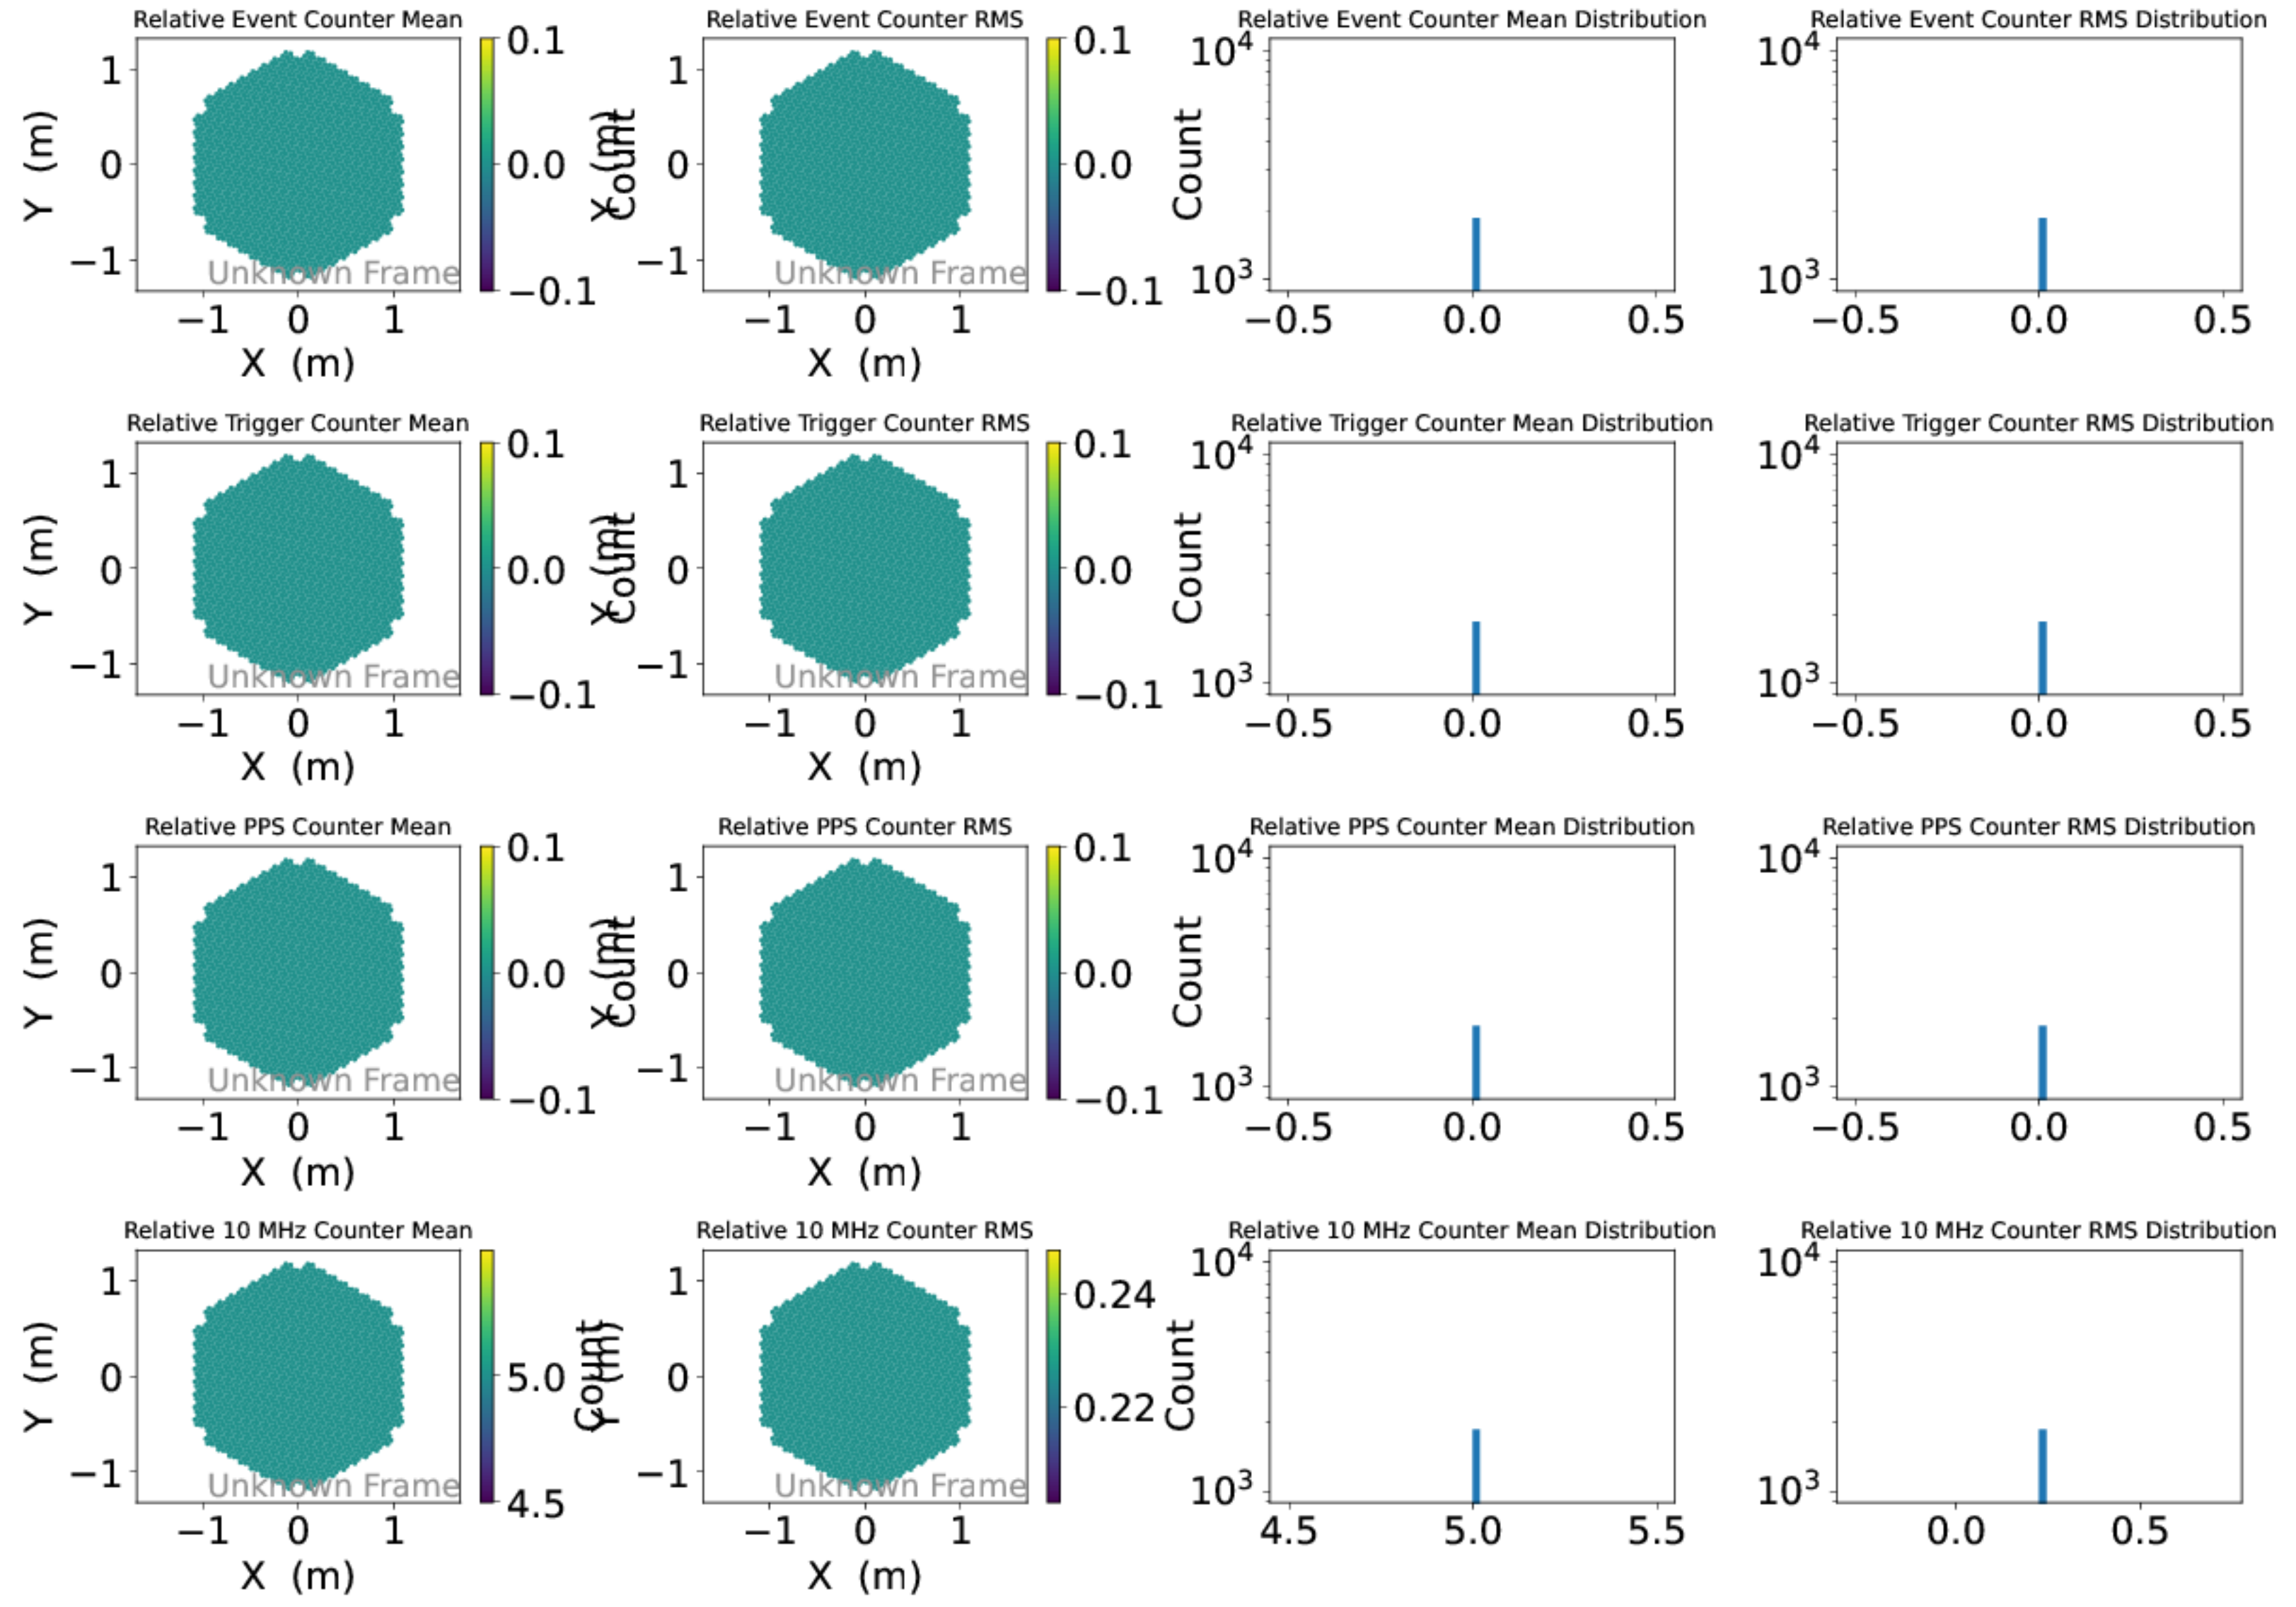 Relative Event Counter Mean
Relative Event Counter RMS
Relative Event Counter Mean Distribution
Relative Event Counter RMS Distribution
Y (m)
1
0
−1
Unknown Frame
−1 0 1
X (m)
0.1
0.0
−0.1
Count
Y (m)
1
0
−1
Unknown Frame
−1 0 1
X (m)
0.1
0.0
−0.1
Count
10⁴
10³
−0.5 0.0 0.5
10⁴
10³
−0.5 0.0 0.5
Relative Trigger Counter Mean
Relative Trigger Counter RMS
Relative Trigger Counter Mean Distribution
Relative Trigger Counter RMS Distribution
Y (m)
1
0
−1
Unknown Frame
−1 0 1
X (m)
0.1
0.0
−0.1
Count
Y (m)
1
0
−1
Unknown Frame
−1 0 1
X (m)
0.1
0.0
−0.1
Count
10⁴
10³
−0.5 0.0 0.5
10⁴
10³
−0.5 0.0 0.5
Relative PPS Counter Mean
Relative PPS Counter RMS
Relative PPS Counter Mean Distribution
Relative PPS Counter RMS Distribution
Y (m)
1
0
−1
Unknown Frame
−1 0 1
X (m)
0.1
0.0
−0.1
Count
Y (m)
1
0
−1
Unknown Frame
−1 0 1
X (m)
0.1
0.0
−0.1
Count
10⁴
10³
−0.5 0.0 0.5
10⁴
10³
−0.5 0.0 0.5
Relative 10 MHz Counter Mean
Relative 10 MHz Counter RMS
Relative 10 MHz Counter Mean Distribution
Relative 10 MHz Counter RMS Distribution
Y (m)
1
0
−1
Unknown Frame
−1 0 1
X (m)
5.0
4.5
Count
Y (m)
1
0
−1
Unknown Frame
−1 0 1
X (m)
0.24
0.22
Count
10⁴
10³
4.5 5.0 5.5
10⁴
10³
0.0 0.5